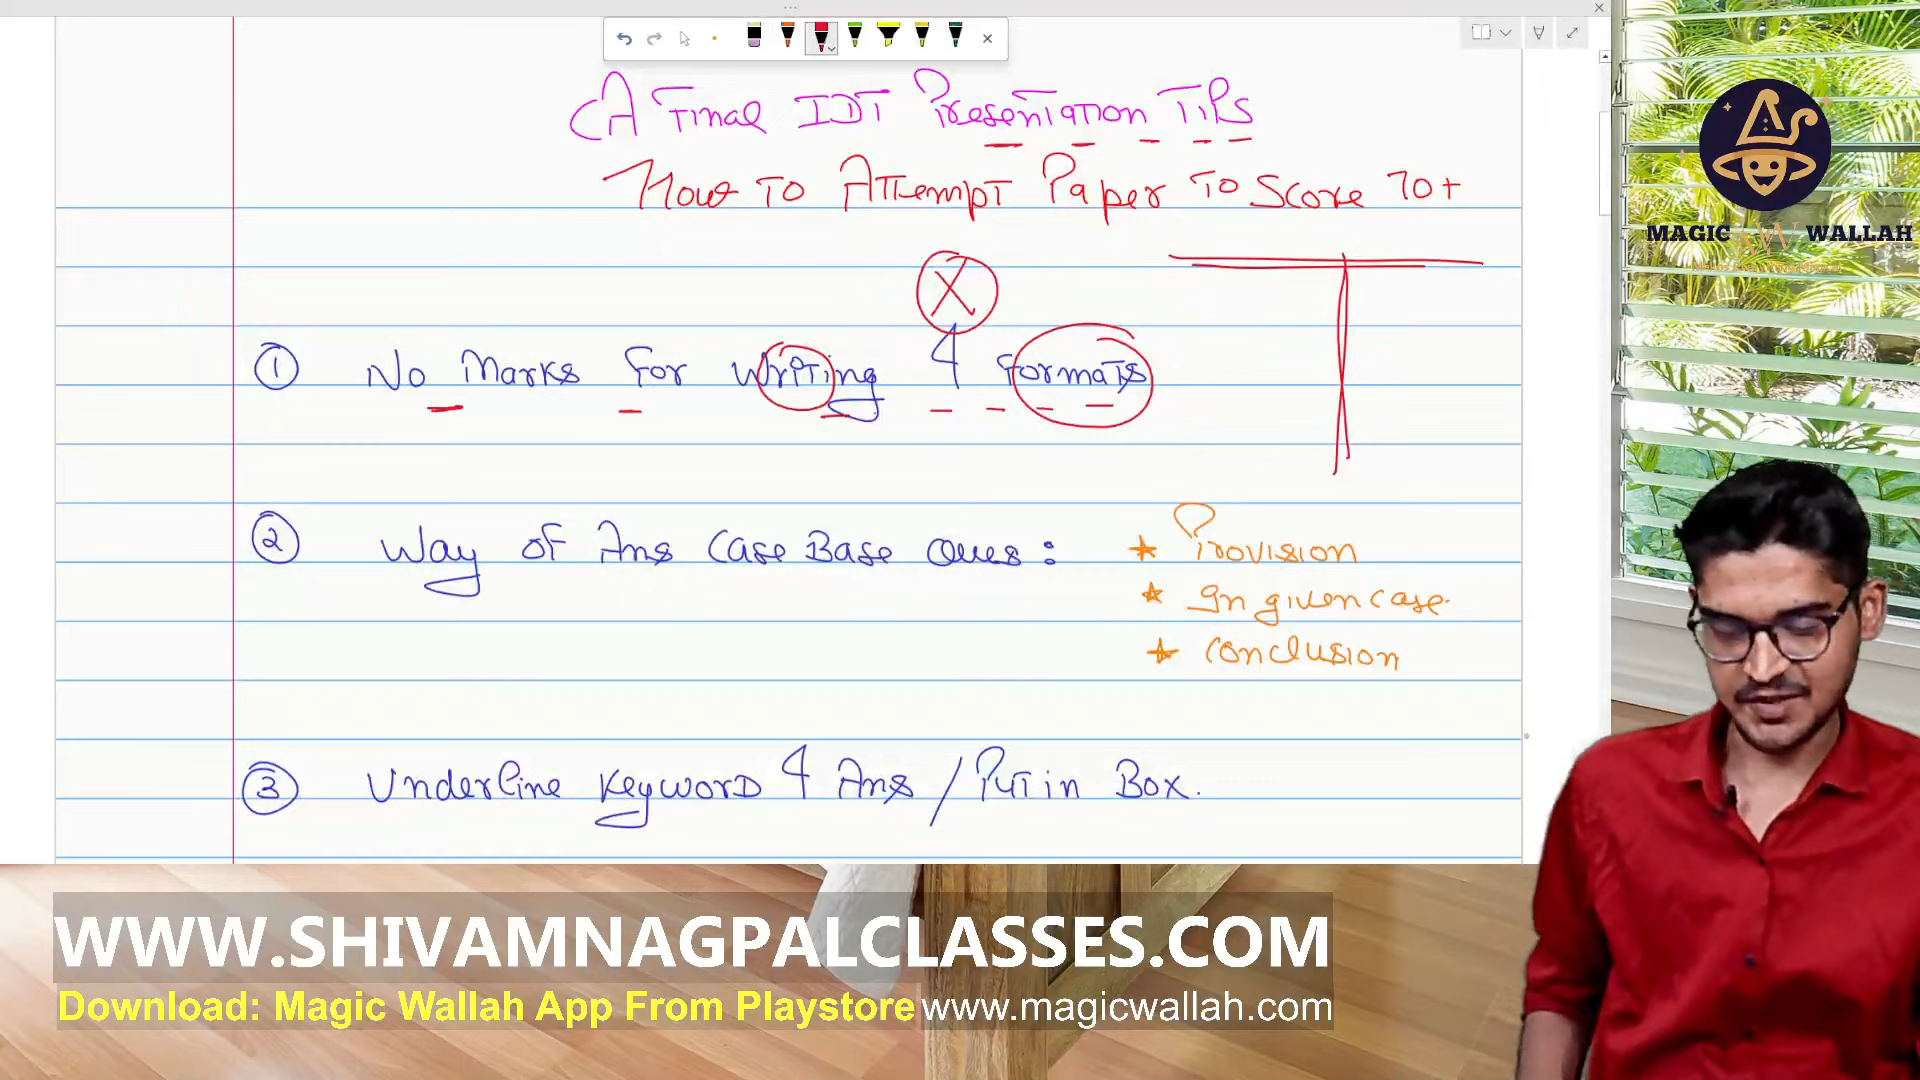 CA Final IDT Presentation Tips
How to Attempt Paper to Score 70+
X
① No Marks for Writing & formats
② Way of Ans Case Base Ques : ★ Provision
★ In given case
★ Conclusion
③ Underline Keyword & Ans / Put in Box.
MAGIC WALLAH
WWW.SHIVAMNAGPALCLASSES.COM
Download: Magic Wallah App From Playstore www.magicwallah.com